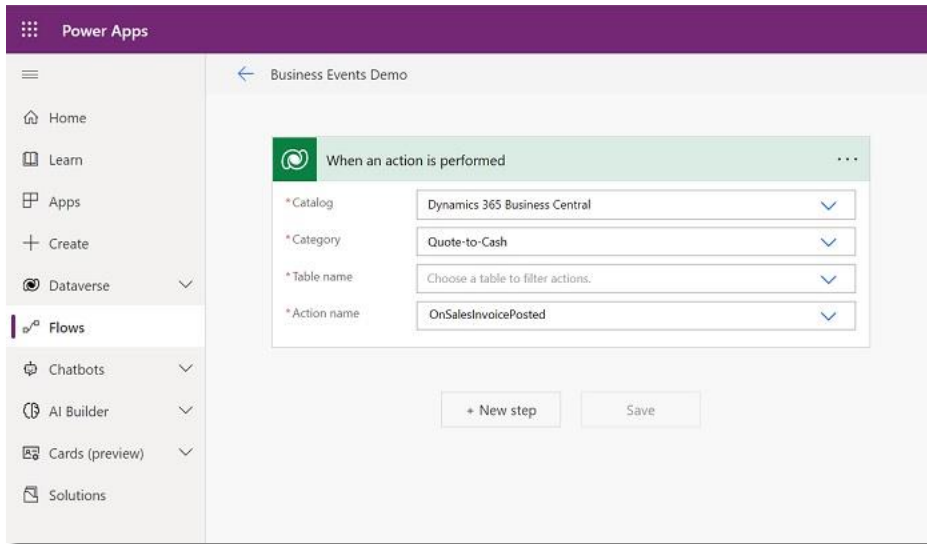 Power Apps
Business Events Demo
Home
Learn
Apps
Create
Dataverse
Flows
Chatbots
AI Builder
Cards (preview)
Solutions
When an action is performed
*Catalog
Dynamics 365 Business Central
*Category
Quote-to-Cash
*Table name
Choose a table to filter actions.
*Action name
OnSalesInvoicePosted
+ New step
Save